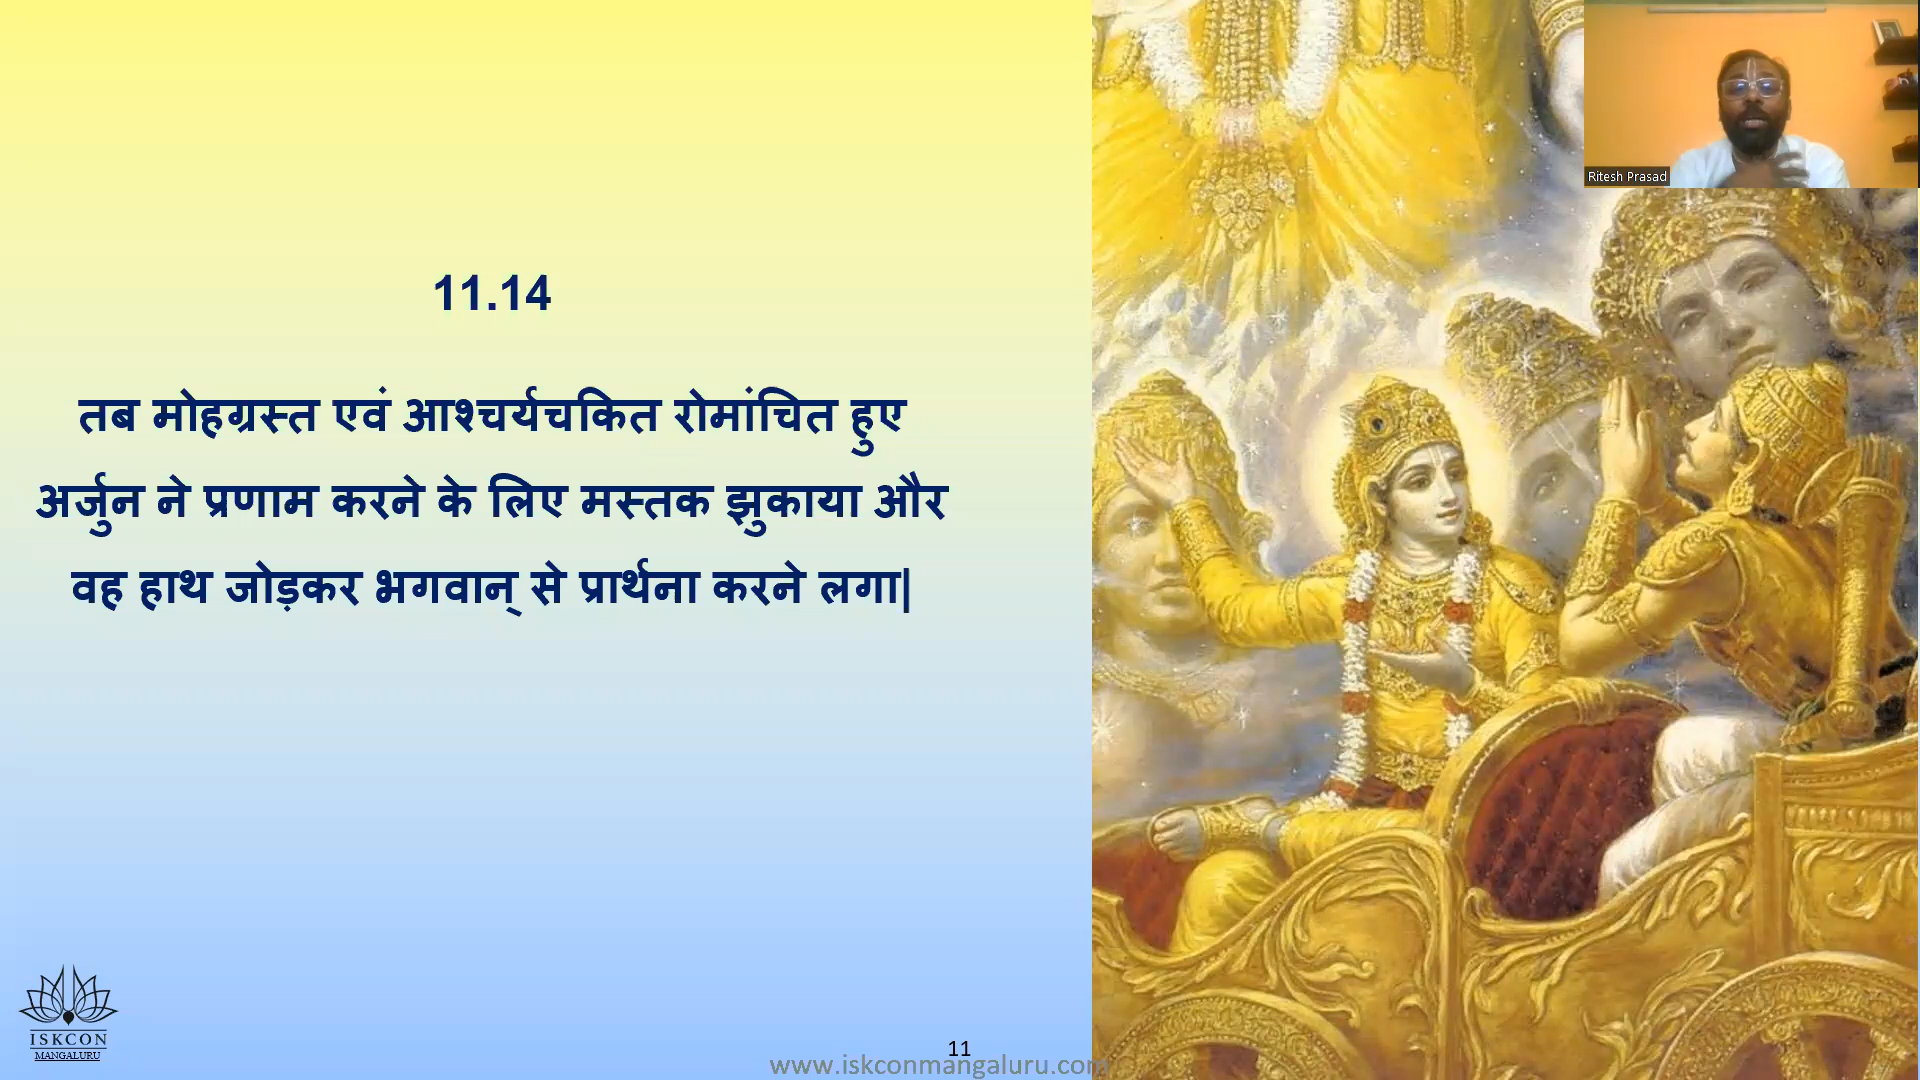 11.14
तब मोहग्रस्त एवं आश्चर्यचकित रोमांचित हुए
अर्जुन ने प्रणाम करने के लिए मस्तक झुकाया और
वह हाथ जोड़कर भगवान् से प्रार्थना करने लगा|
Ritesh Prasad
ISKCON
MANGALURU
11
www.iskconmangaluru.com